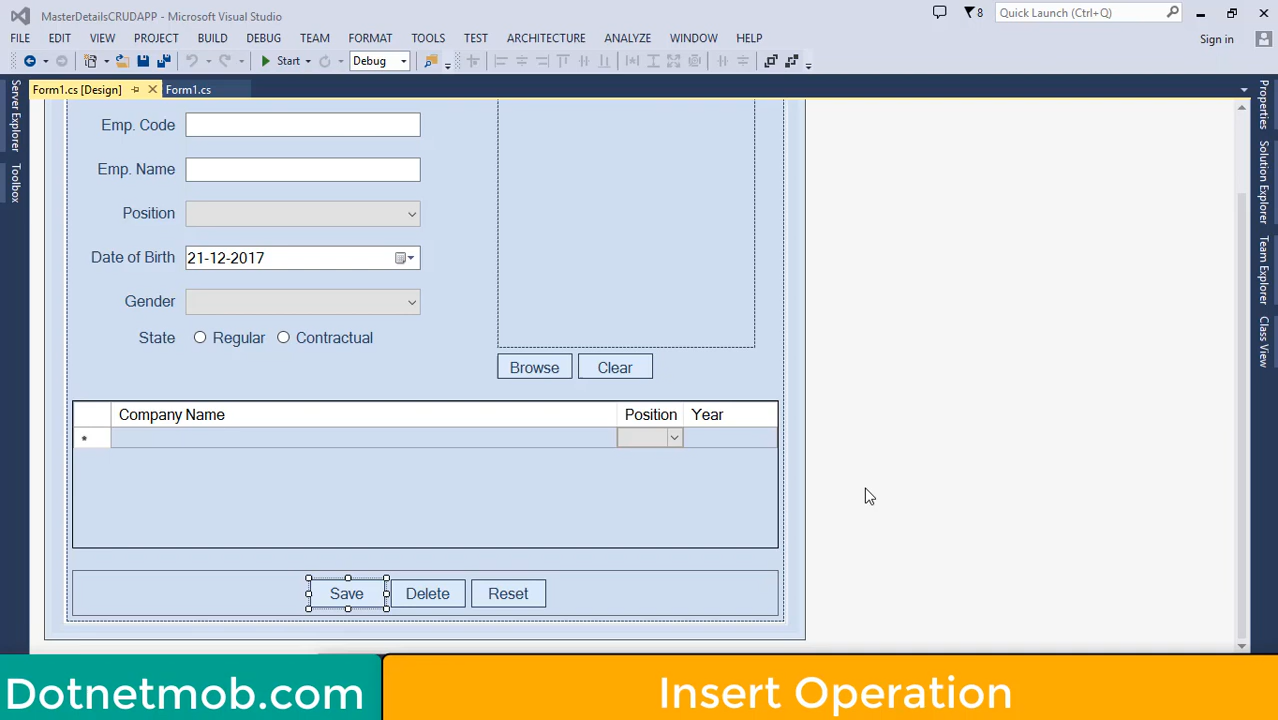 MasterDetailsCRUDAPP - Microsoft Visual Studio
8
Quick Launch (Ctrl+Q)
FILE EDIT VIEW PROJECT BUILD DEBUG TEAM FORMAT TOOLS TEST ARCHITECTURE ANALYZE WINDOW HELP
Sign in
Start
Debug
Form1.cs [Design]
Form1.cs
Server Explorer
Toolbox
Properties
Solution Explorer
Team Explorer
Class View
Emp. Code
Emp. Name
Position
Date of Birth 21-12-2017
Gender
State Regular Contractual
Browse Clear
Company Name Position Year
*
Save Delete Reset
Dotnetmob.com
Insert Operation